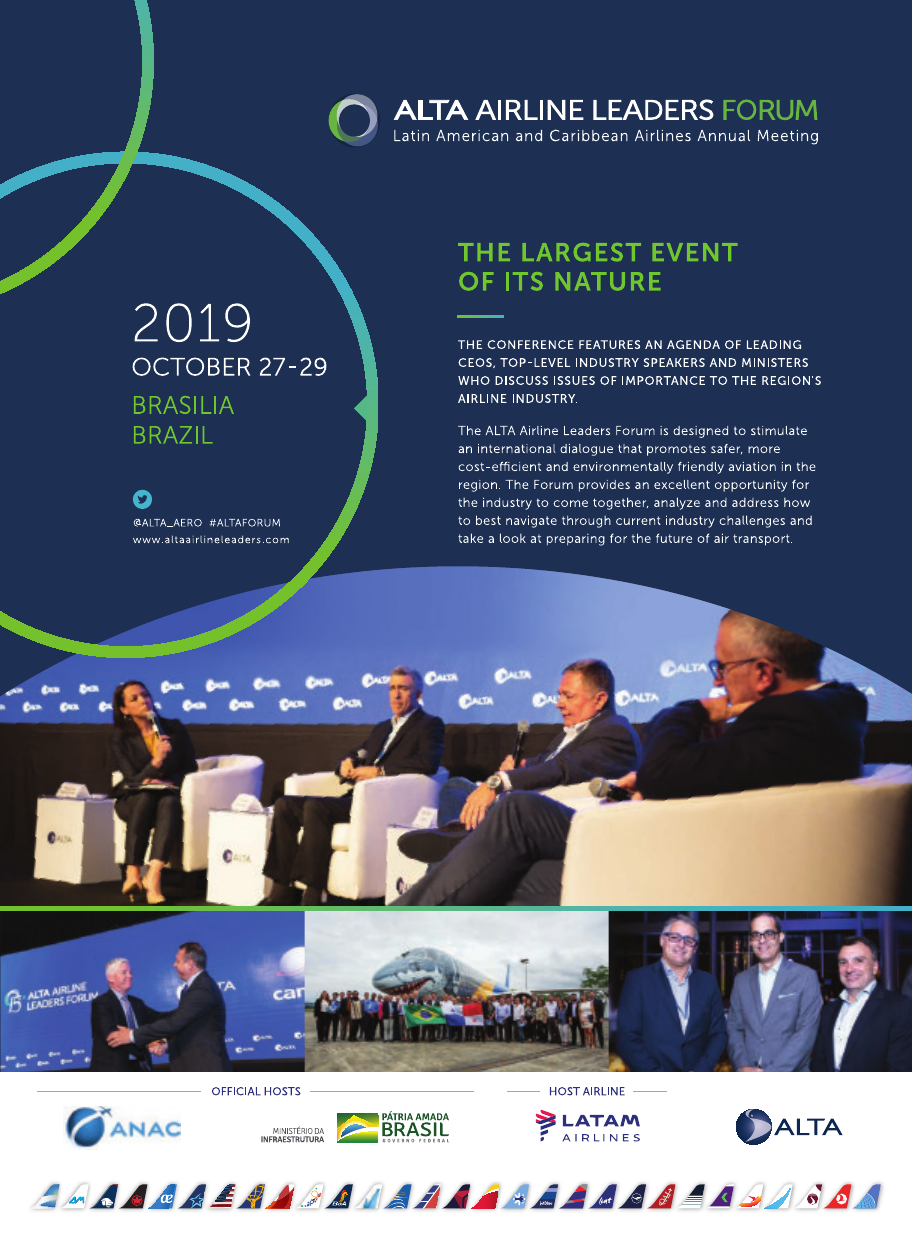 ALTA AIRLINE LEADERS FORUM
Latin American and Caribbean Airlines Annual Meeting
THE LARGEST EVENT
OF ITS NATURE
2019
OCTOBER 27-29
BRASILIA
BRAZIL
@ALTA_AERO #ALTAFORUM
www.altaairlineleaders.com
THE CONFERENCE FEATURES AN AGENDA OF LEADING
CEOS, TOP-LEVEL INDUSTRY SPEAKERS AND MINISTERS
WHO DISCUSS ISSUES OF IMPORTANCE TO THE REGION'S
AIRLINE INDUSTRY.
The ALTA Airline Leaders Forum is designed to stimulate
an international dialogue that promotes safer, more
cost-efficient and environmentally friendly aviation in the
region. The Forum provides an excellent opportunity for
the industry to come together, analyze and address how
to best navigate through current industry challenges and
take a look at preparing for the future of air transport.
ALTA
ALTA
ALTA
ALTA
ALTA
ALTA
ALTA AIRLINE
LEADERS FORUM
OFFICIAL HOSTS
HOST AIRLINE
ANAC
MINISTÉRIO DA
INFRAESTRUTURA
PÁTRIA AMADA
BRASIL
GOVERNO FEDERAL
LATAM
AIRLINES
ALTA